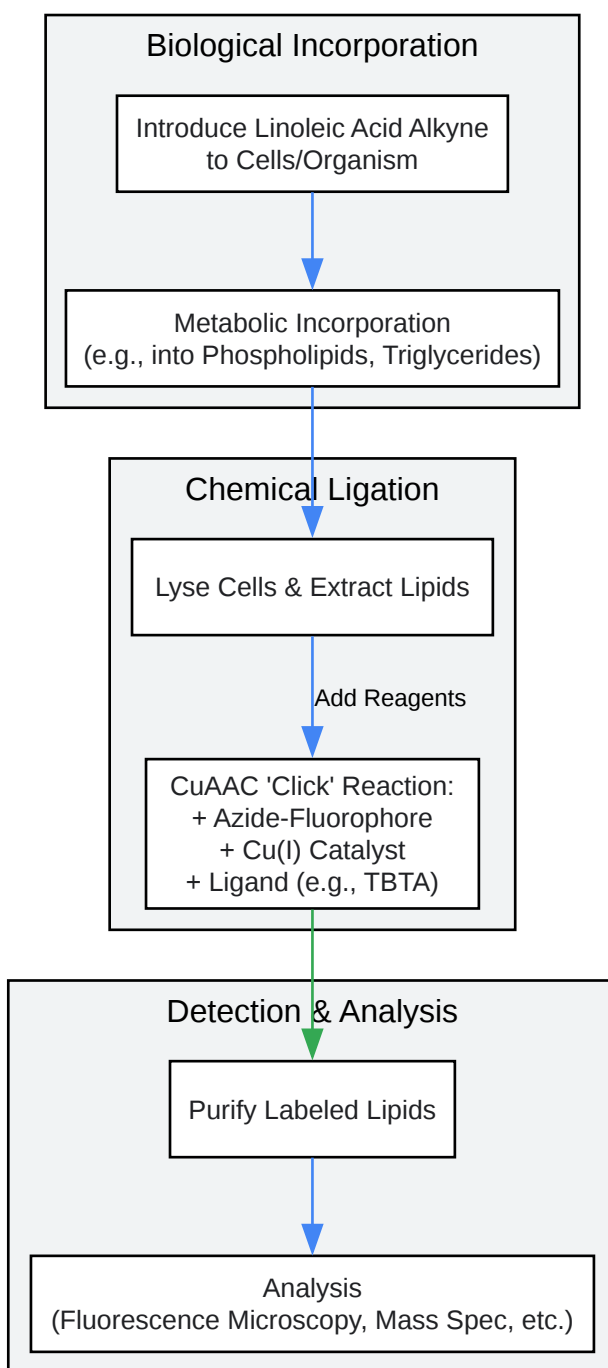 Biological Incorporation
Introduce Linoleic Acid Alkyne
to Cells/Organism
Metabolic Incorporation
(e.g., into Phospholipids, Triglycerides)
Chemical Ligation
Lyse Cells & Extract Lipids
Add Reagents
CuAAC 'Click' Reaction:
+ Azide-Fluorophore
+ Cu(I) Catalyst
+ Ligand (e.g., TBTA)
Detection & Analysis
Purify Labeled Lipids
Analysis
(Fluorescence Microscopy, Mass Spec, etc.)